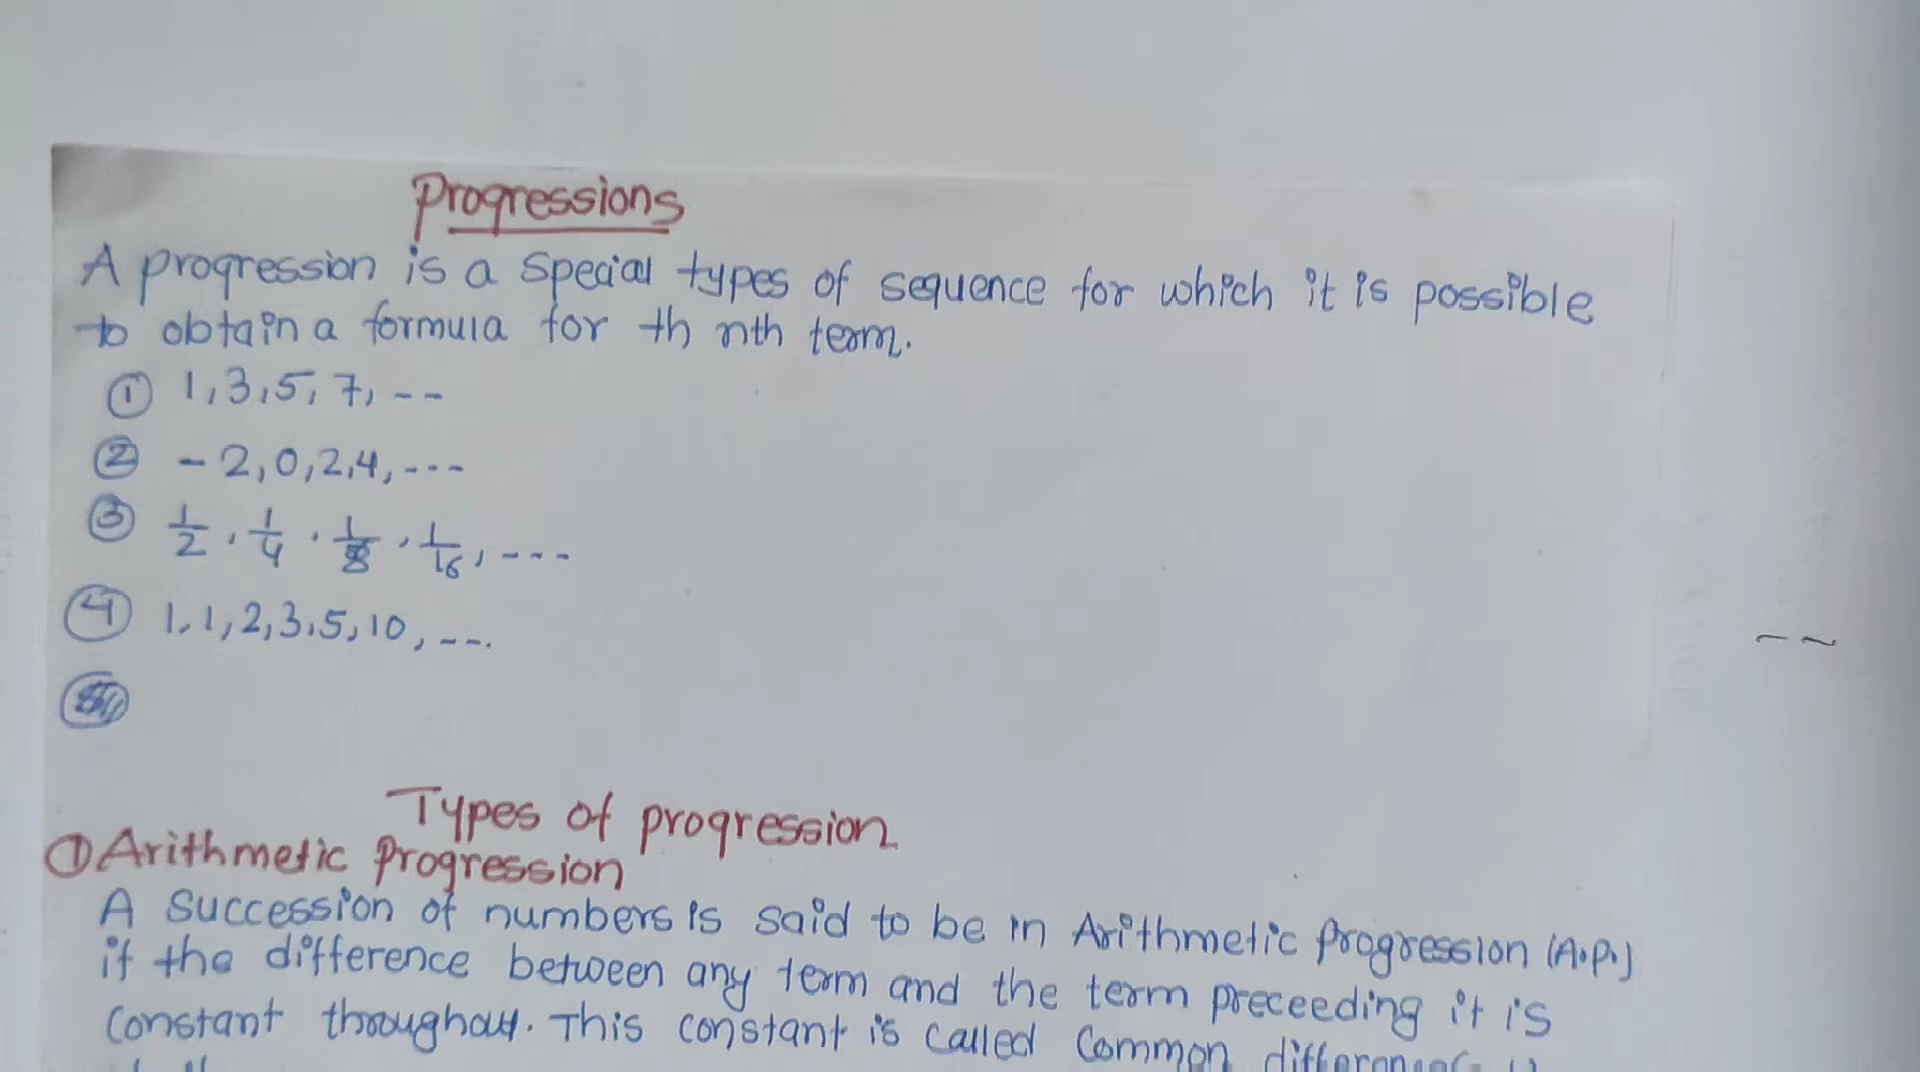 Progressions
A progression is a special types of sequence for which it is possible
to obtain a formula for th nth term.
① 1, 3, 5, 7, --
② -2, 0, 2, 4, ---
③ 1/2, 1/4, 1/8, 1/16, ---
④ 1, 1, 2, 3, 5, 10, ---
Types of progression
① Arithmetic Progression
A succession of numbers is said to be in Arithmetic Progression (A.P.)
if the difference between any term and the term preceeding it is
constant throughout. This constant is called Common